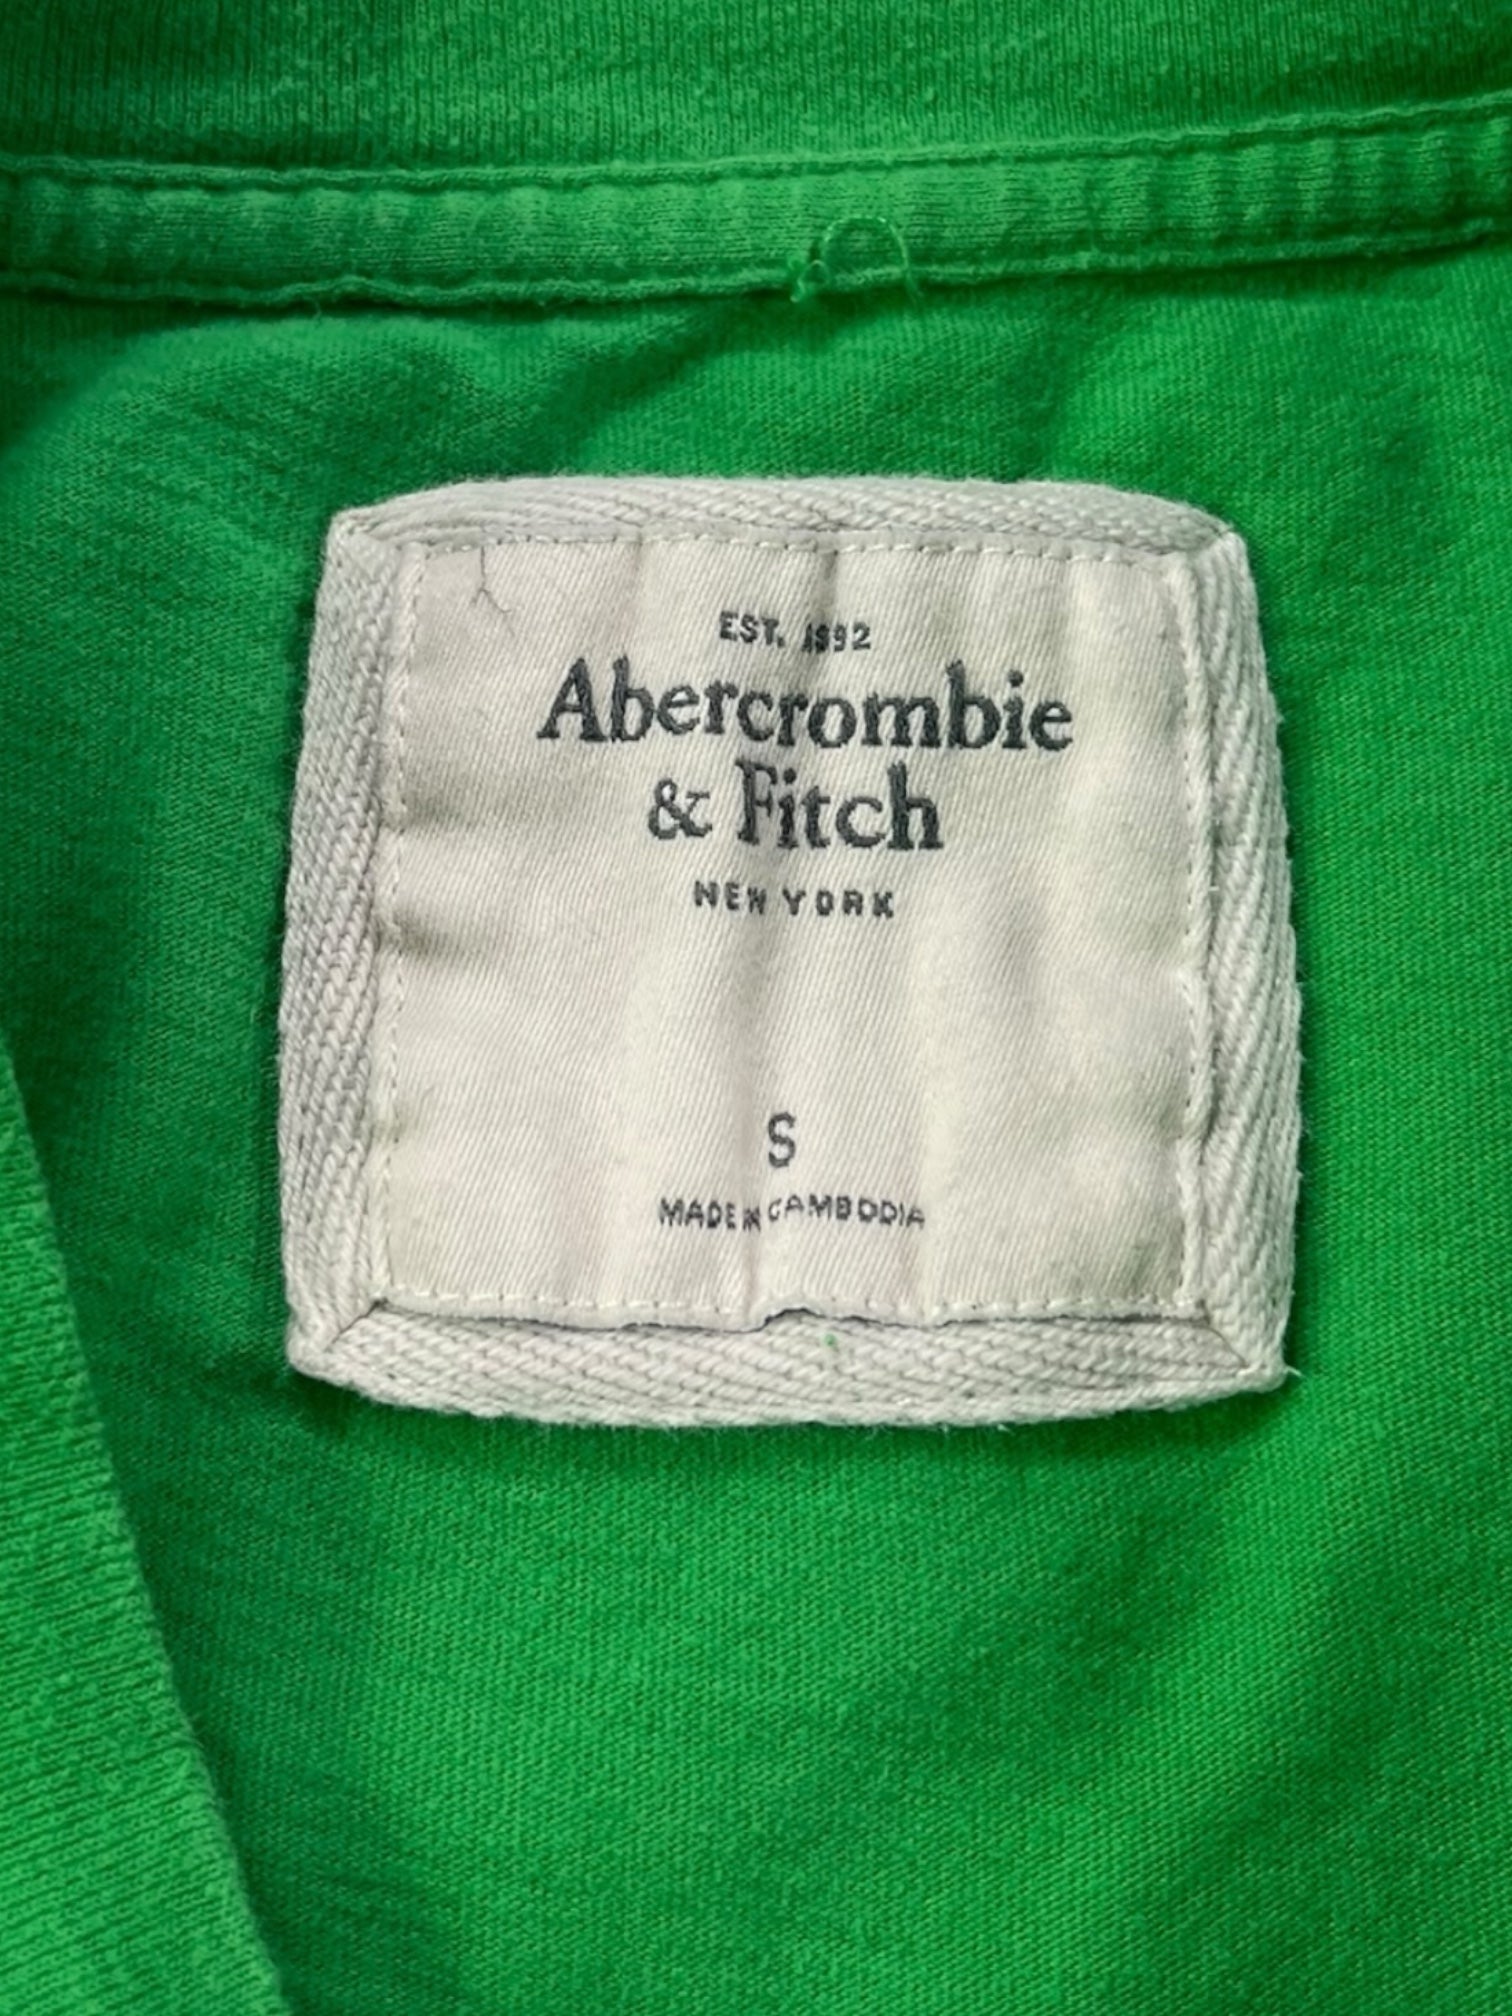 EST. 1892
Abercrombie
& Fitch
NEW YORK
S
MADE IN CAMBODIA